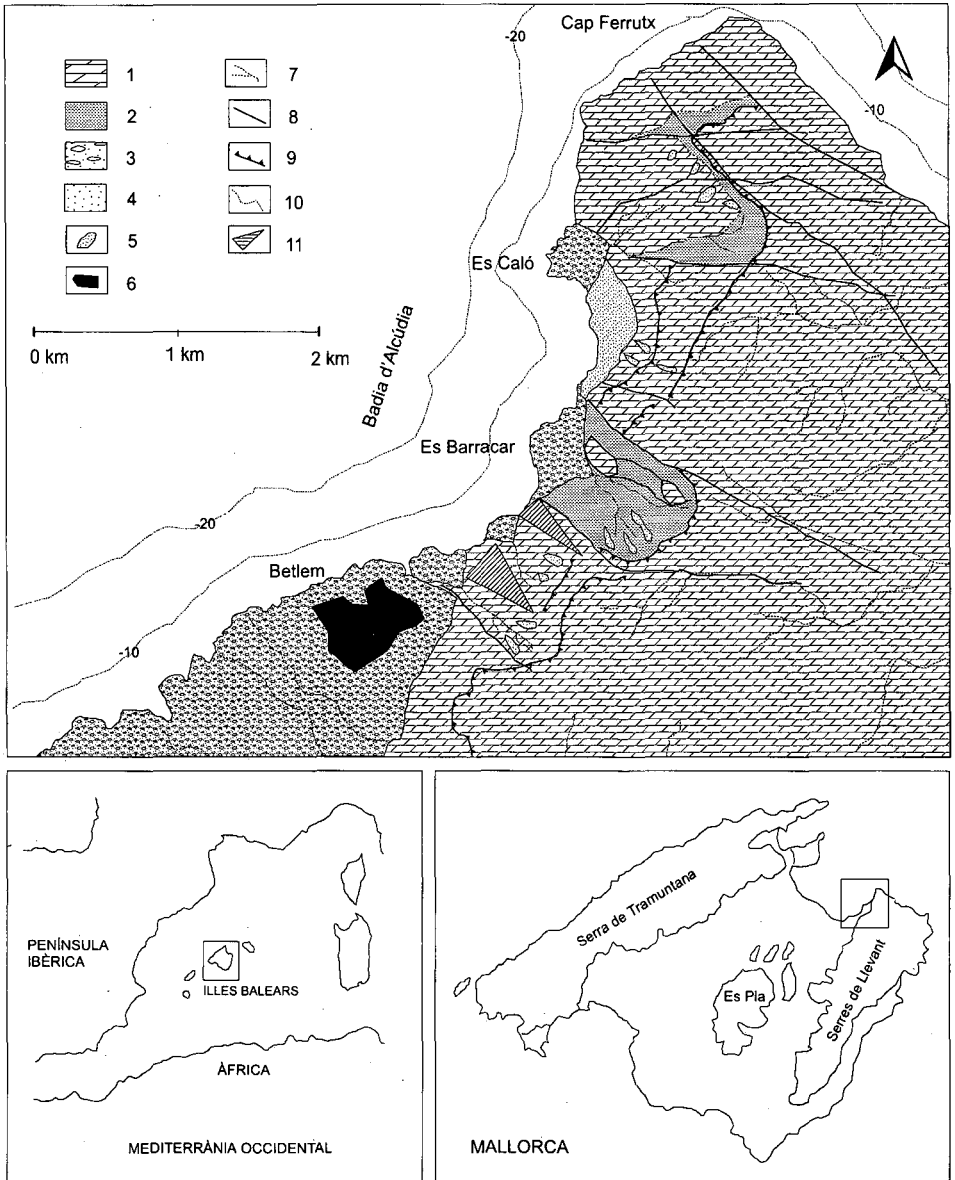 Cap Ferrutx
-20
-10
1
2
3
4
5
6
7
8
9
10
11
0 km 1 km 2 km
Es Caló
Badia d'Alcúdia
Es Barracar
-20
Betlem
-10
PENÍNSULA
IBÈRICA
ILLES BALEARS
ÀFRICA
MEDITERRÀNIA OCCIDENTAL
Serra de Tramuntana
Es Pla
Serres de Llevant
MALLORCA